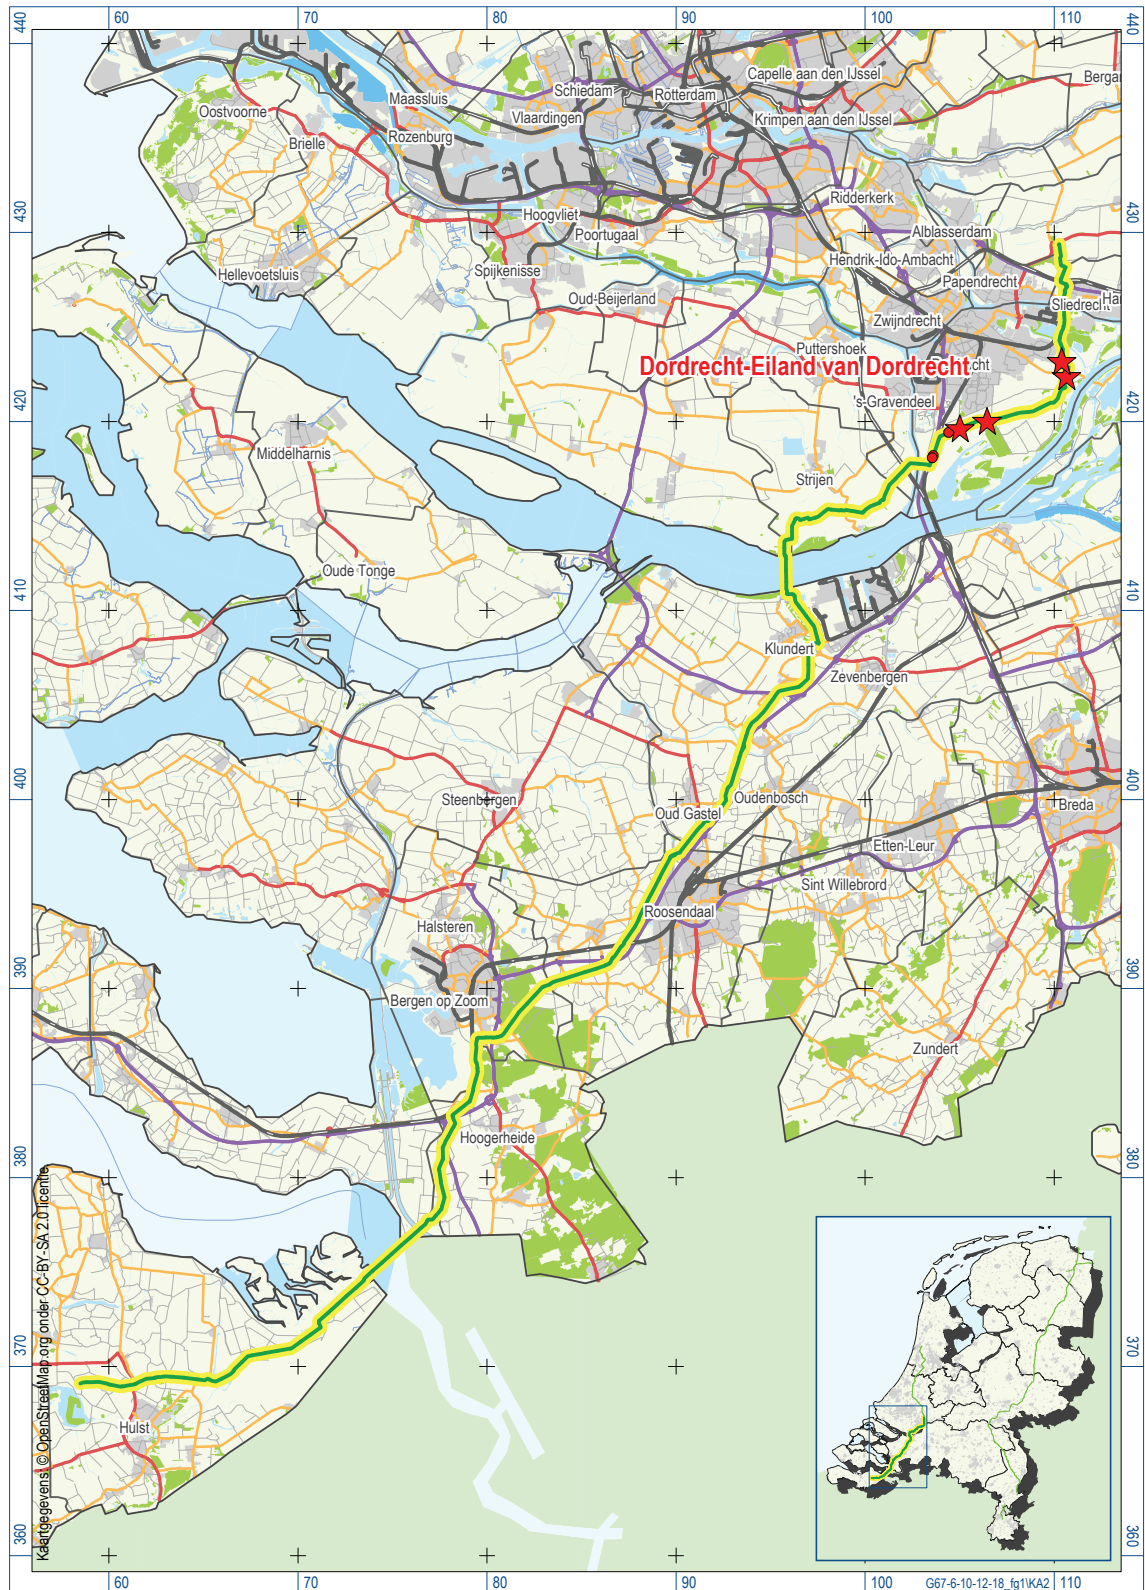 60 70 80 90 100 110
440 440
Bergar
Capelle aan den IJssel
Schiedam
Rotterdam
Maassluis
Oostvoorne
Vlaardingen
Krimpen aan den IJssel
Rozenburg
Brielle
Ridderkerk
Hoogvliet
430 430
Poortugaal
Alblasserdam
Hendrik-Ido-Ambacht
Hellevoetsluis
Spijkenisse
Papendrecht
Oud-Beijerland
Sliedrecht
Zwijndrecht
Puttershoek
Dordrecht-Eiland van Dordrecht
's-Gravendeel
420 420
Middelharnis
Strijen
Oude Tonge
410 410
Klundert
Zevenbergen
400 400
Steenbergen
Oudenbosch
Oud Gastel
Breda
Etten-Leur
Sint Willebrord
Roosendaal
Halsteren
390 390
Bergen op Zoom
Zundert
Hoogerheide
380 380
370 370
Hulst
360 360
Kaartgegevens: © OpenStreetMap.org onder CC-BY-SA 2.0 licentie
60 70 80 90 100 110
G67-6-10-12-18_fg1\KA2